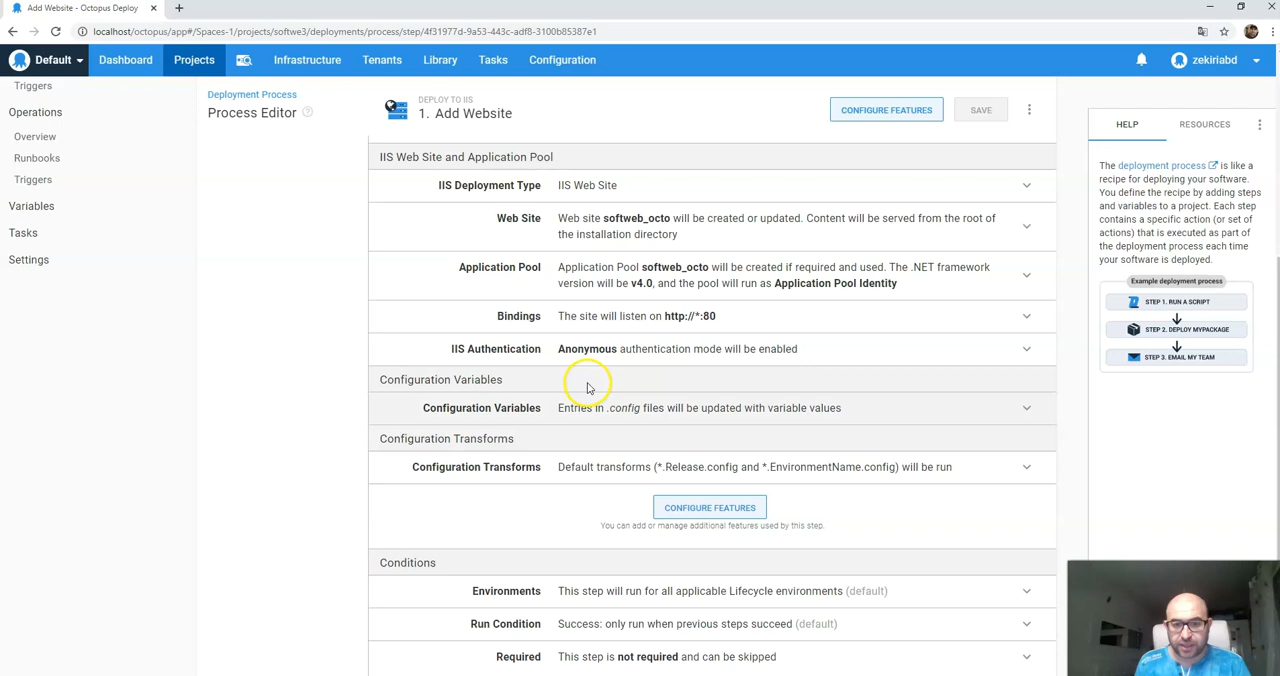 Add Website - Octopus Deploy
localhost/octopus/app#/Spaces-1/projects/softwe3/deployments/process/step/4f31977d-9a53-443c-adf8-3100b85387e1
Default
Dashboard
Projects
Infrastructure
Tenants
Library
Tasks
Configuration
zekiriabd
Triggers
Operations
Overview
Runbooks
Triggers
Variables
Tasks
Settings
Deployment Process
Process Editor
DEPLOY TO IIS
1. Add Website
CONFIGURE FEATURES
SAVE
IIS Web Site and Application Pool
IIS Deployment Type IIS Web Site
Web Site Web site softweb_octo will be created or updated. Content will be served from the root of
the installation directory
Application Pool Application Pool softweb_octo will be created if required and used. The .NET framework
version will be v4.0, and the pool will run as Application Pool Identity
Bindings The site will listen on http://*:80
IIS Authentication Anonymous authentication mode will be enabled
Configuration Variables
Configuration Variables Entries in .config files will be updated with variable values
Configuration Transforms
Configuration Transforms Default transforms (*.Release.config and *.EnvironmentName.config) will be run
CONFIGURE FEATURES
You can add or manage additional features used by this step.
Conditions
Environments This step will run for all applicable Lifecycle environments (default)
Run Condition Success: only run when previous steps succeed (default)
Required This step is not required and can be skipped
HELP
RESOURCES
The deployment process is like a
recipe for deploying your software.
You define the recipe by adding steps
and variables to a project. Each step
contains a specific action (or set of
actions) that is executed as part of
the deployment process each time
your software is deployed.
Example deployment process
STEP 1. RUN A SCRIPT
STEP 2. DEPLOY MYPACKAGE
STEP 3. EMAIL MY TEAM